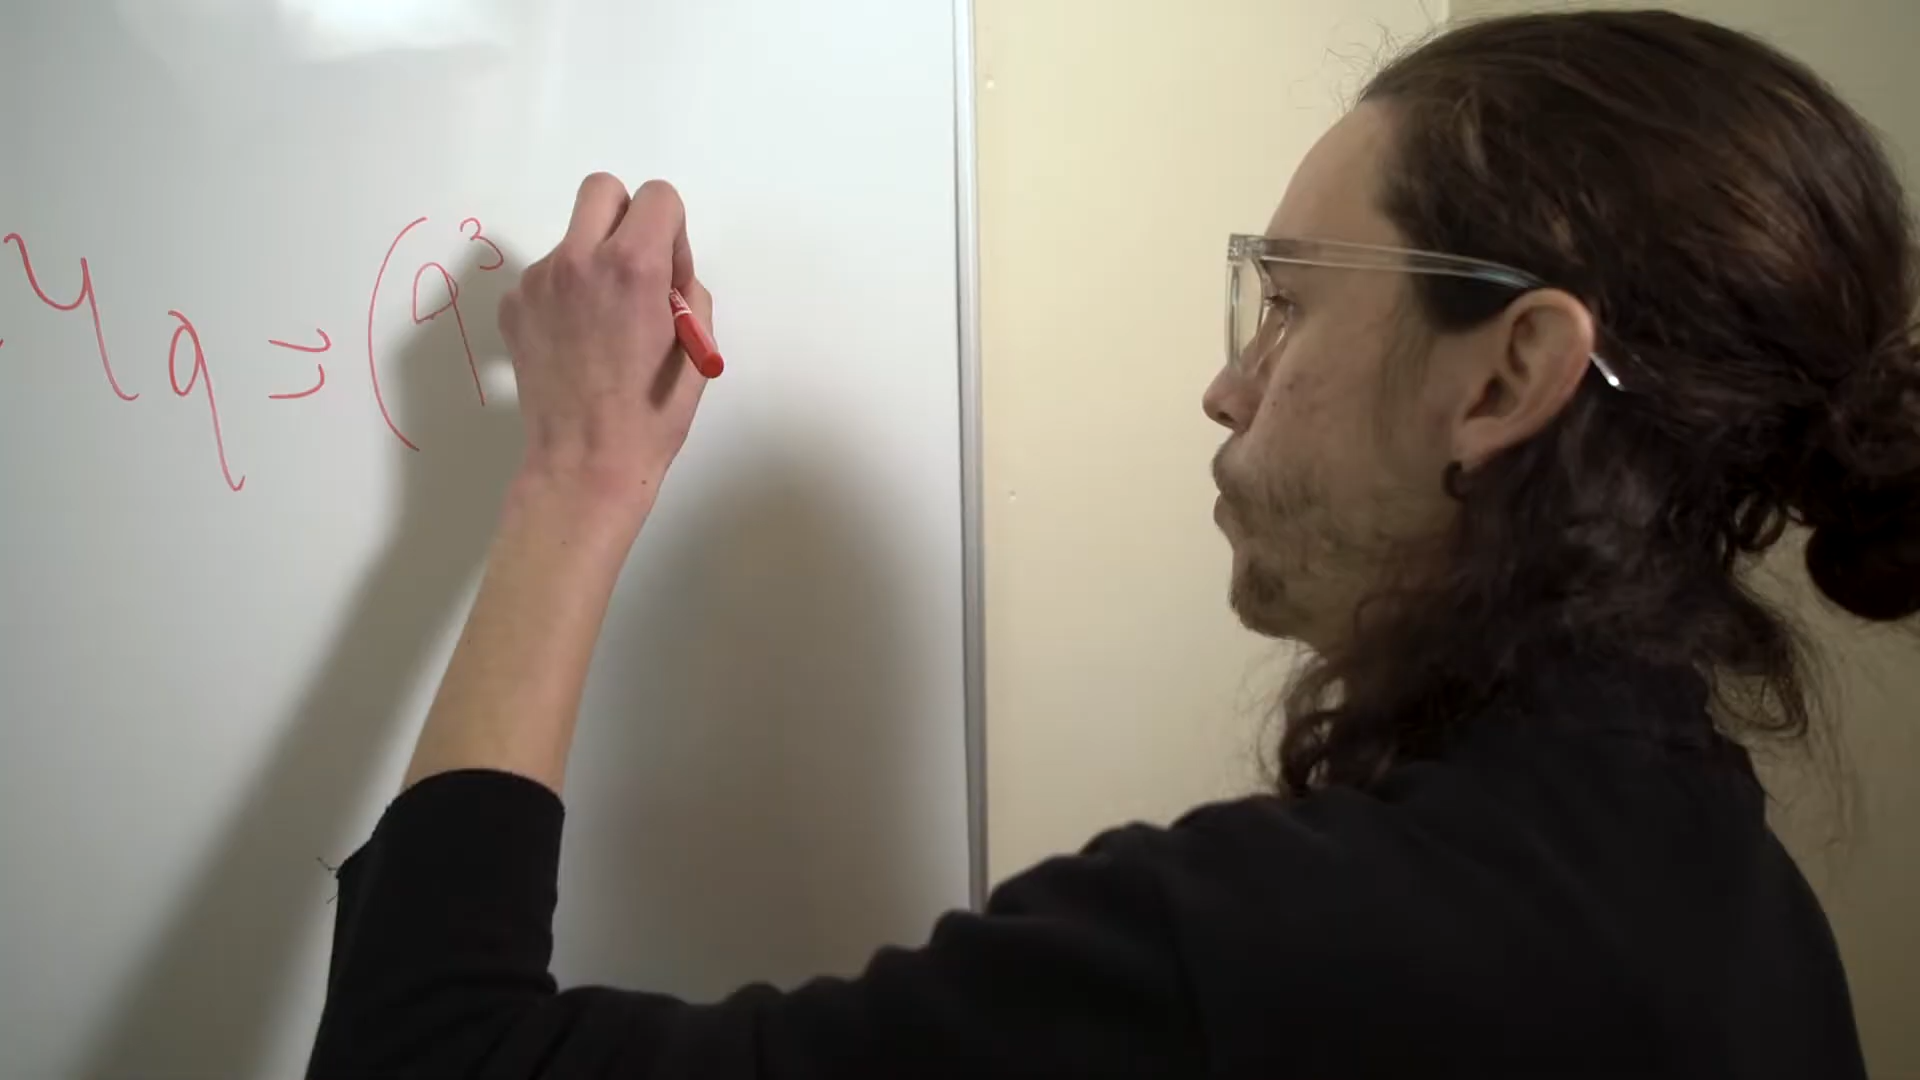 4q = (q³